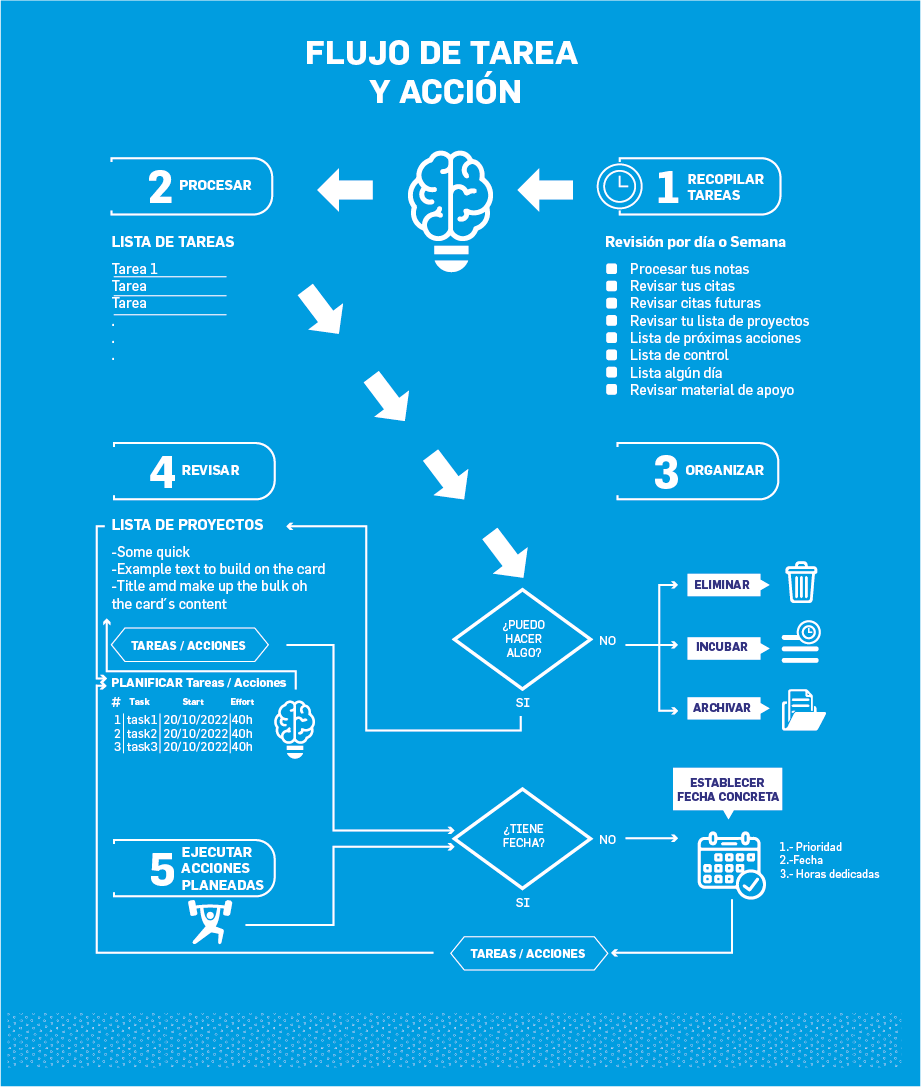 FLUJO DE TAREA
Y ACCIÓN
2 PROCESAR
1 RECOPILAR
TAREAS
LISTA DE TAREAS
Tarea 1
Tarea
Tarea
.
.
.
Revisión por día o Semana
Procesar tus notas
Revisar tus citas
Revisar citas futuras
Revisar tu lista de proyectos
Lista de próximas acciones
Lista de control
Lista algún día
Revisar material de apoyo
4 REVISAR
3 ORGANIZAR
LISTA DE PROYECTOS
-Some quick
-Example text to build on the card
-Title amd make up the bulk oh
the card´s content
TAREAS / ACCIONES
PLANIFICAR Tareas / Acciones
# Task Start Effort
1| task1| 20/10/2022|40h
2| task2| 20/10/2022|40h
3| task3| 20/10/2022|40h
¿PUEDO
HACER
ALGO?
NO
SI
ELIMINAR
INCUBAR
ARCHIVAR
¿TIENE
FECHA?
NO
SI
ESTABLECER
FECHA CONCRETA
1.- Prioridad
2.-Fecha
3.- Horas dedicadas
5 EJECUTAR
ACCIONES
PLANEADAS
TAREAS / ACCIONES